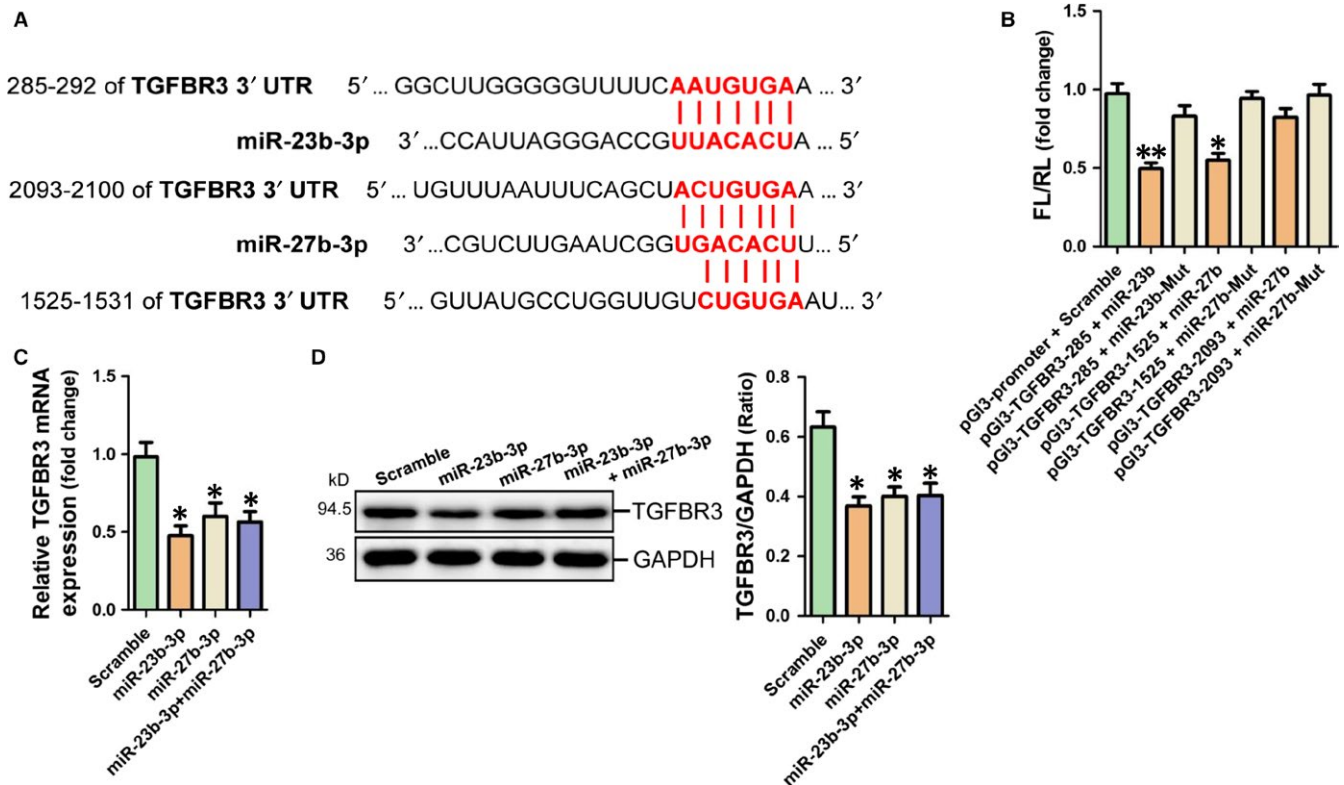 A
285-292 of TGFBR3 3′ UTR 5′ ... GGCUUGGGGGUUUUCAAUGUGAA ... 3′
miR-23b-3p 3′ ...CCAUUAGGGACCGUUACACUA ... 5′
2093-2100 of TGFBR3 3′ UTR 5′ ... UGUUUAAUUUCAGCUACUGUGAA ... 3′
miR-27b-3p 3′ ...CGUCUUGAAUCGGUGACACUU... 5′
1525-1531 of TGFBR3 3′ UTR 5′ ... GUUAUGCCUGGUUGUCUGUGAAU... 3′
B
FL/RL (fold change)
1.5
1.0
0.5
0.0
**
*
pGl3-promoter + Scramble
pGl3-TGFBR3-285 + miR-23b
pGl3-TGFBR3-285 + miR-23b-Mut
pGl3-TGFBR3-1525 + miR-27b
pGl3-TGFBR3-1525 + miR-27b-Mut
pGl3-TGFBR3-2093 + miR-27b
pGl3-TGFBR3-2093 + miR-27b-Mut
C
Relative TGFBR3 mRNA
expression (fold change)
1.5
1.0
0.5
0.0
*
*
*
Scramble
miR-23b-3p
miR-27b-3p
miR-23b-3p+miR-27b-3p
D
kD
Scramble
miR-23b-3p
miR-27b-3p
miR-23b-3p
+ miR-27b-3p
94.5
TGFBR3
36
GAPDH
TGFBR3/GAPDH (Ratio)
0.8
0.6
0.4
0.2
0.0
*
*
*
Scramble
miR-23b-3p
miR-27b-3p
miR-23b-3p+miR-27b-3p